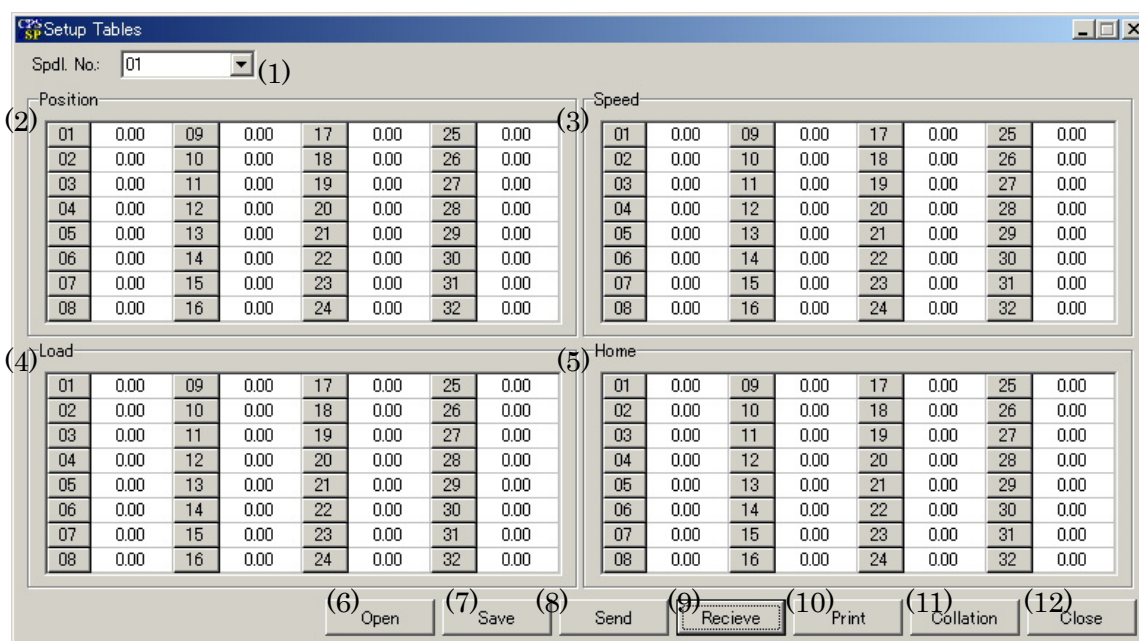 CPS SP Setup Tables
Spdl. No.: 01 (1)
(2) Position
01 0.00 09 0.00 17 0.00 25 0.00
02 0.00 10 0.00 18 0.00 26 0.00
03 0.00 11 0.00 19 0.00 27 0.00
04 0.00 12 0.00 20 0.00 28 0.00
05 0.00 13 0.00 21 0.00 29 0.00
06 0.00 14 0.00 22 0.00 30 0.00
07 0.00 15 0.00 23 0.00 31 0.00
08 0.00 16 0.00 24 0.00 32 0.00
(3) Speed
01 0.00 09 0.00 17 0.00 25 0.00
02 0.00 10 0.00 18 0.00 26 0.00
03 0.00 11 0.00 19 0.00 27 0.00
04 0.00 12 0.00 20 0.00 28 0.00
05 0.00 13 0.00 21 0.00 29 0.00
06 0.00 14 0.00 22 0.00 30 0.00
07 0.00 15 0.00 23 0.00 31 0.00
08 0.00 16 0.00 24 0.00 32 0.00
(4) Load
01 0.00 09 0.00 17 0.00 25 0.00
02 0.00 10 0.00 18 0.00 26 0.00
03 0.00 11 0.00 19 0.00 27 0.00
04 0.00 12 0.00 20 0.00 28 0.00
05 0.00 13 0.00 21 0.00 29 0.00
06 0.00 14 0.00 22 0.00 30 0.00
07 0.00 15 0.00 23 0.00 31 0.00
08 0.00 16 0.00 24 0.00 32 0.00
(5) Home
01 0.00 09 0.00 17 0.00 25 0.00
02 0.00 10 0.00 18 0.00 26 0.00
03 0.00 11 0.00 19 0.00 27 0.00
04 0.00 12 0.00 20 0.00 28 0.00
05 0.00 13 0.00 21 0.00 29 0.00
06 0.00 14 0.00 22 0.00 30 0.00
07 0.00 15 0.00 23 0.00 31 0.00
08 0.00 16 0.00 24 0.00 32 0.00
(6) Open (7) Save (8) Send (9) Recieve (10) Print (11) Collation (12) Close